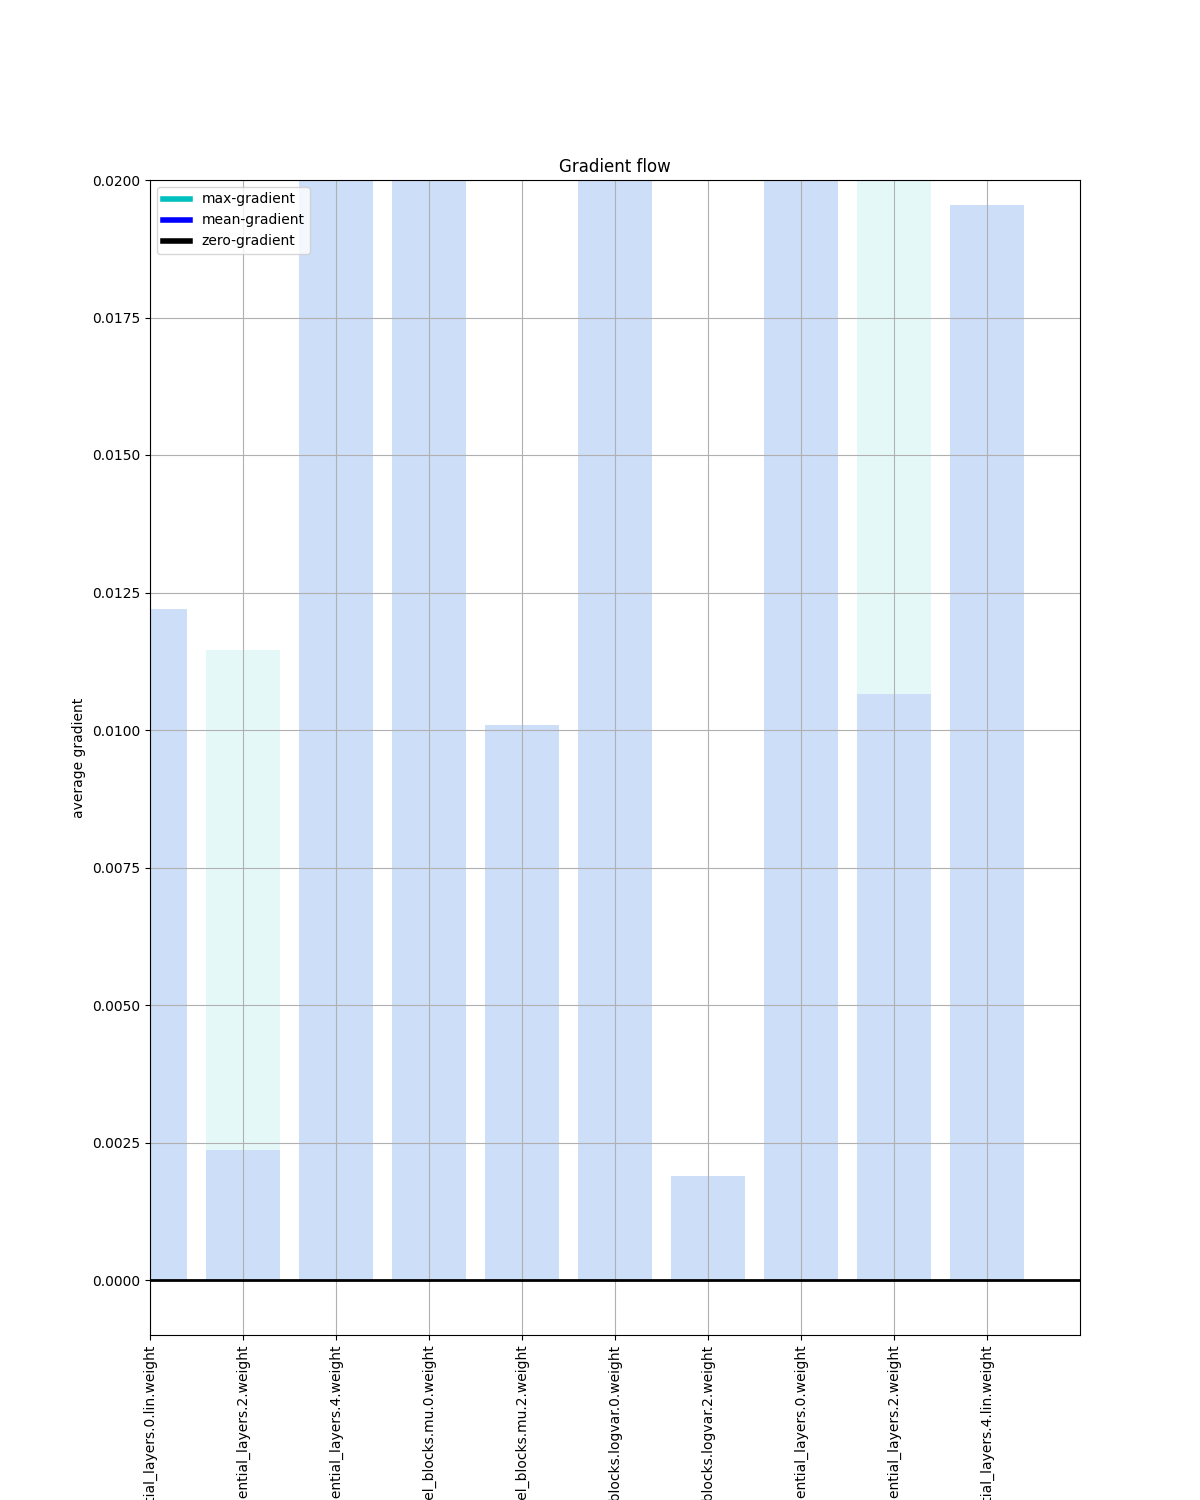 Gradient flow
max-gradient
mean-gradient
zero-gradient
0.0200
0.0175
0.0150
0.0125
0.0100
0.0075
0.0050
0.0025
0.0000
average gradient
tial_layers.0.lin.weight
ential_layers.2.weight
ential_layers.4.weight
el_blocks.mu.0.weight
el_blocks.mu.2.weight
blocks.logvar.0.weight
blocks.logvar.2.weight
ential_layers.0.weight
ential_layers.2.weight
tial_layers.4.lin.weight